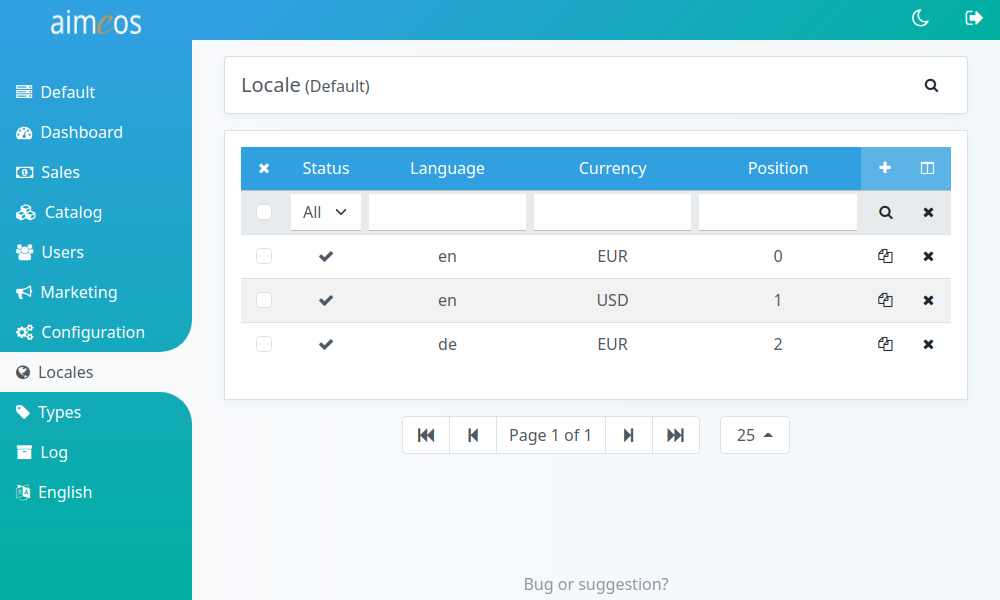 aimeos
Default
Dashboard
Sales
Catalog
Users
Marketing
Configuration
Locales
Types
Log
English
Locale (Default)
Status Language Currency Position
All
en EUR 0
en USD 1
de EUR 2
Page 1 of 1
25
Bug or suggestion?